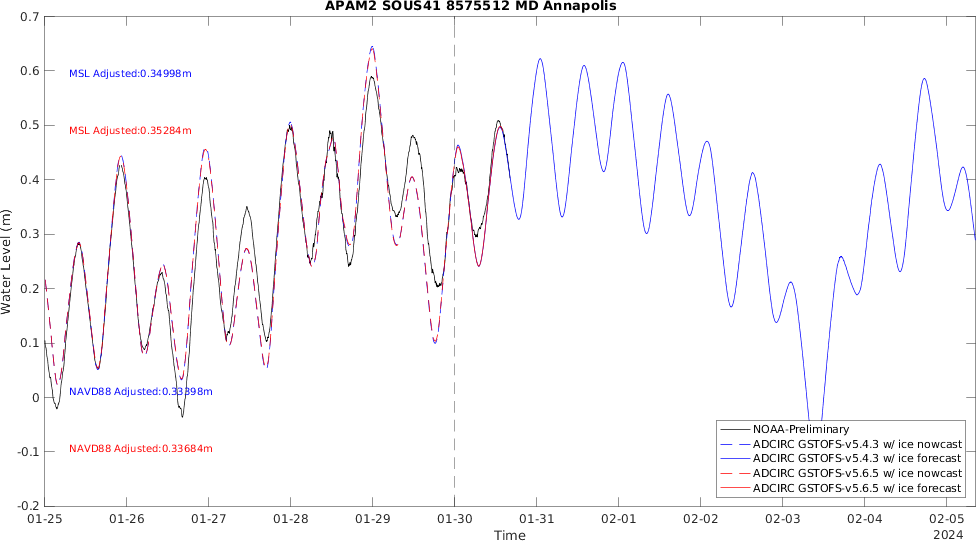 APAM2 SOUS41 8575512 MD Annapolis
0.7
0.6
0.5
0.4
0.3
0.2
0.1
0
-0.1
-0.2
Water Level (m)
MSL Adjusted:0.34998m
MSL Adjusted:0.35284m
NAVD88 Adjusted:0.33398m
NAVD88 Adjusted:0.33684m
NOAA-Preliminary
ADCIRC GSTOFS-v5.4.3 w/ ice nowcast
ADCIRC GSTOFS-v5.4.3 w/ ice forecast
ADCIRC GSTOFS-v5.6.5 w/ ice nowcast
ADCIRC GSTOFS-v5.6.5 w/ ice forecast
01-25 01-26 01-27 01-28 01-29 01-30 01-31 02-01 02-02 02-03 02-04 02-05
Time
2024